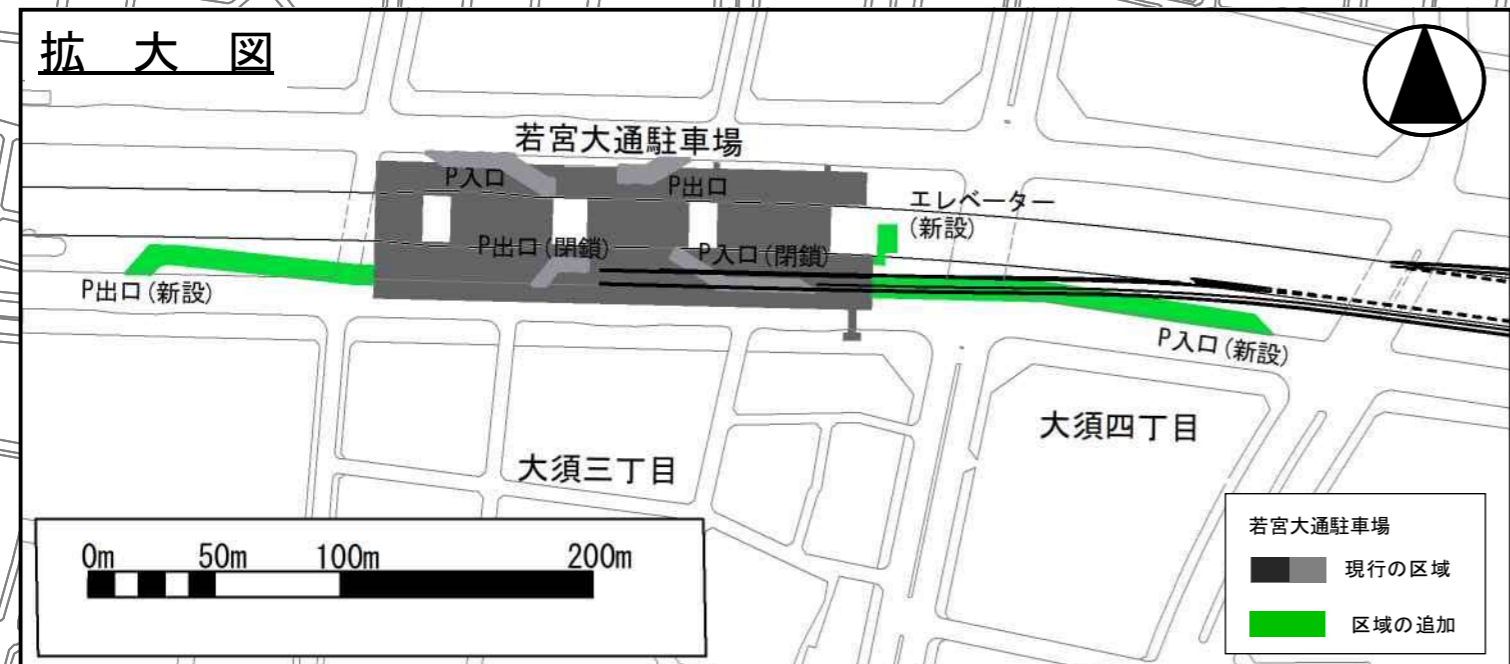 拡 大 図
若宮大通駐車場
P入口
P出口
エレベーター
(新設)
P出口(閉鎖)
P入口(閉鎖)
P出口(新設)
P入口(新設)
大須四丁目
大須三丁目
0m 50m 100m 200m
若宮大通駐車場
現行の区域
区域の追加